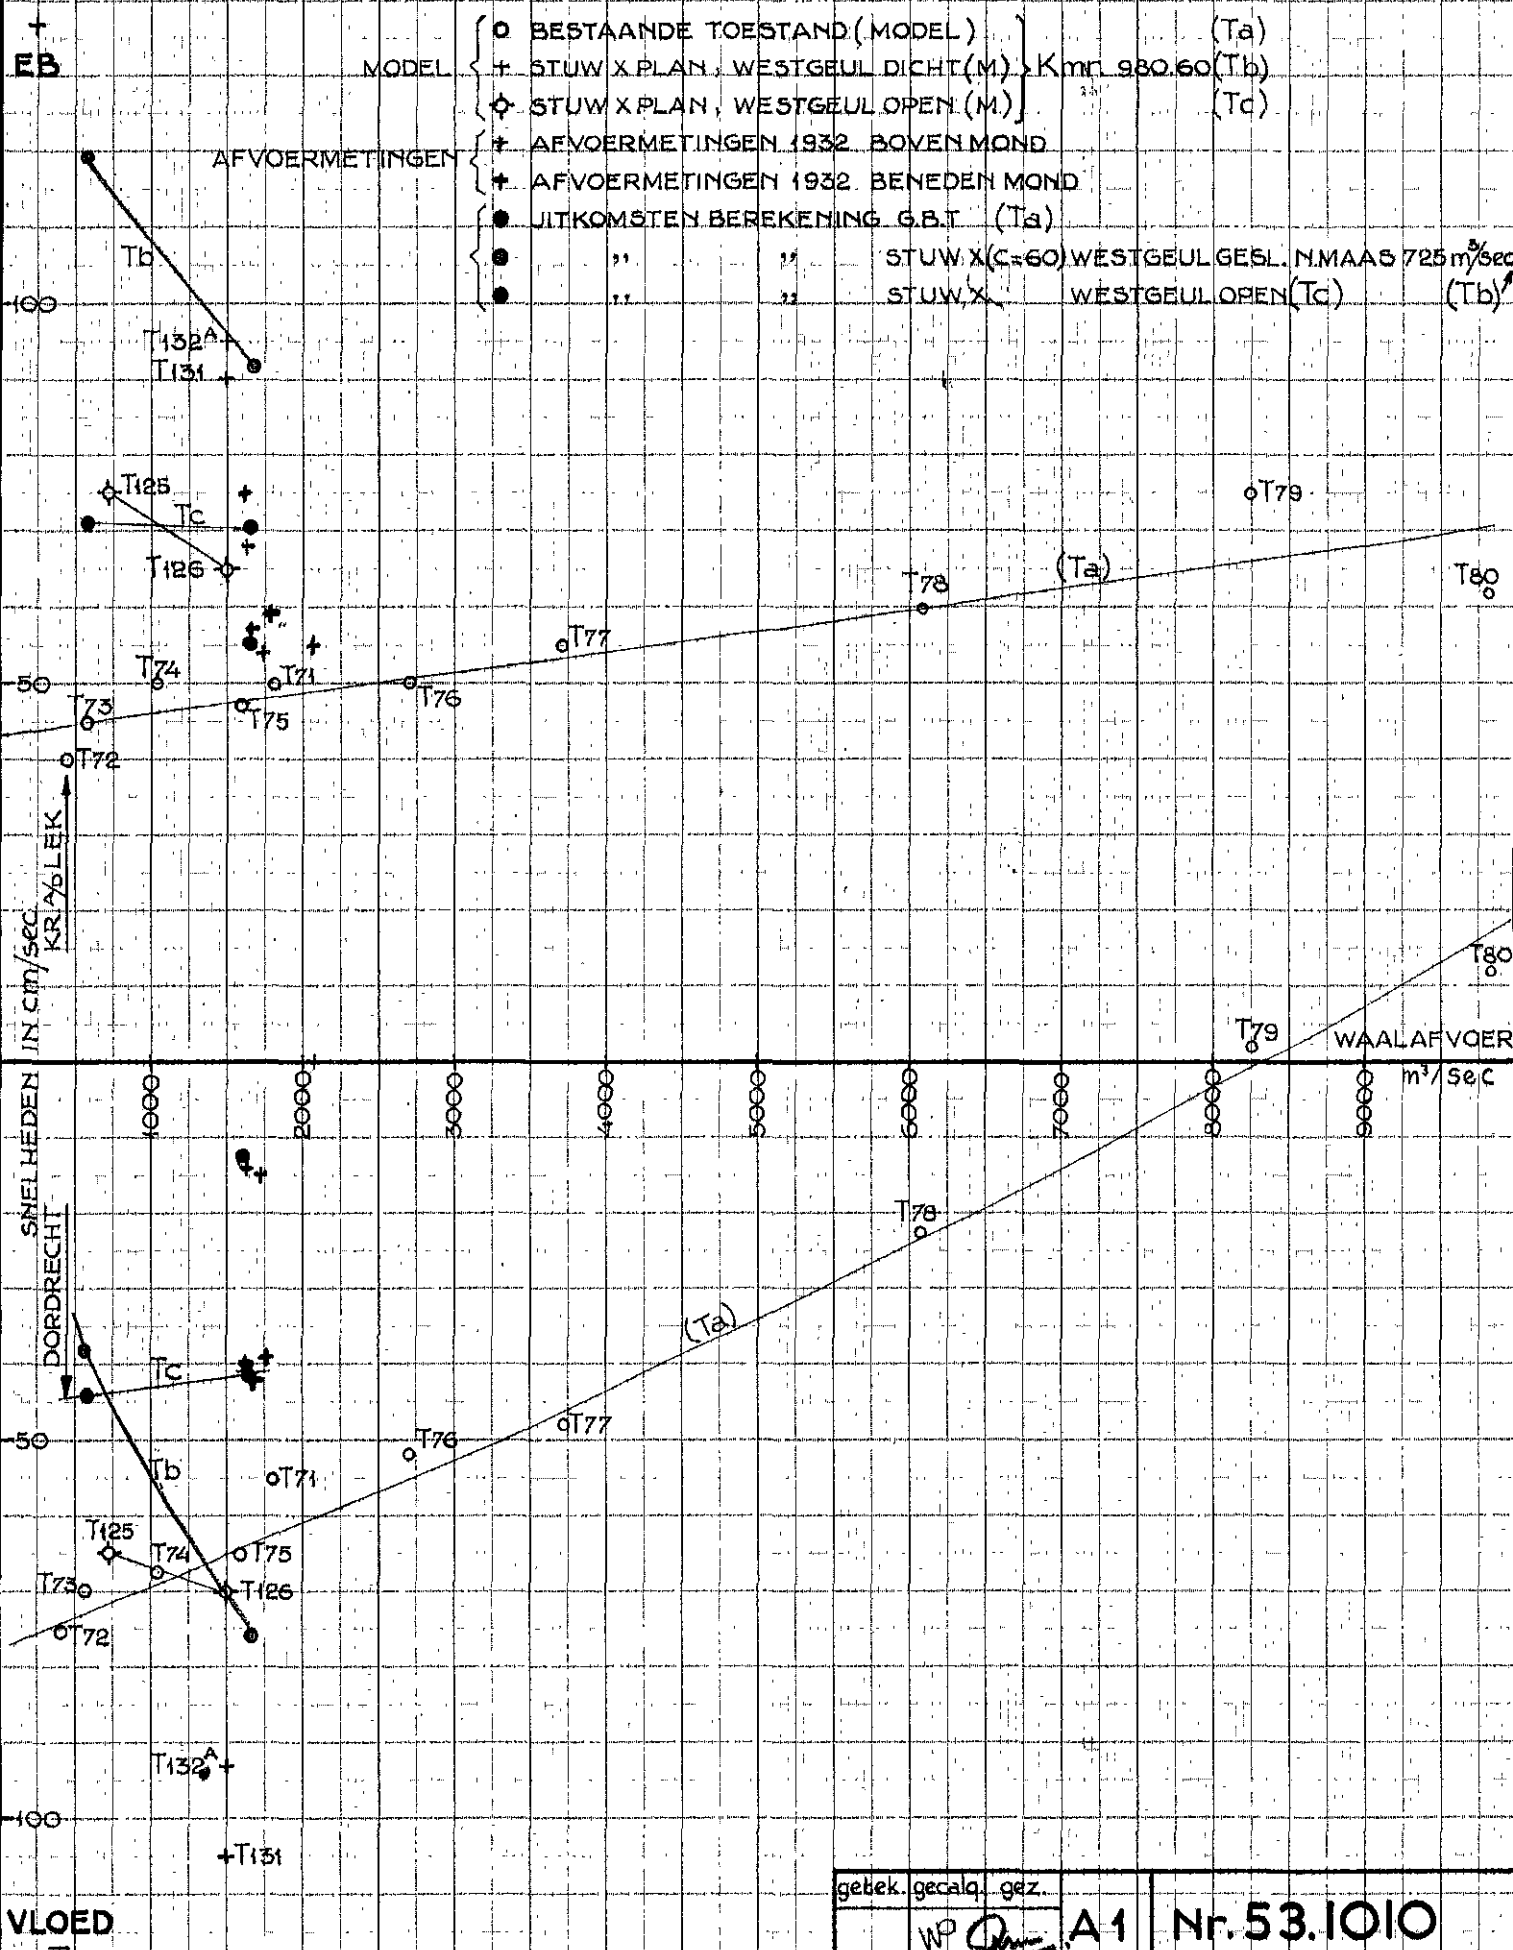 +
EB
MODEL
BESTAANDE TOESTAND (MODEL) (Ta)
+ STUW X PLAN, WESTGEUL DICHT (M) Kmr. 980.60 (Tb)
STUW X PLAN, WESTGEUL OPEN (M.) (Tc)
AFVOERMETINGEN
+ AFVOERMETINGEN 1932 BOVEN MOND
+ AFVOERMETINGEN 1932 BENEDEN MOND
UITKOMSTEN BEREKENING G.B.T (Ta)
" " STUW X (C=60) WESTGEUL GESL. N.MAAS 725 m³/sec
" " STUW X WESTGEUL OPEN (Tc) (Tb)
Tb
100
T132A
T131
T125
Tc
T126
T79
(Ta)
T78
T80
T77
T74
50
T71
T73
T75
T76
T72
KR. a/d LEK
SNELHEDEN IN cm/sec
DORDRECHT
T80
T79
WAALAFVOER
m³/sec
1000
2000
3000
4000
5000
6000
7000
8000
9000
T78
(Ta)
Tc
T77
50
T76
Tb
T71
T125
T74
T75
T73
T126
T72
T132A
100
+T131
VLOED
getek. gecalq. gez.
A1
Nr. 53.1010